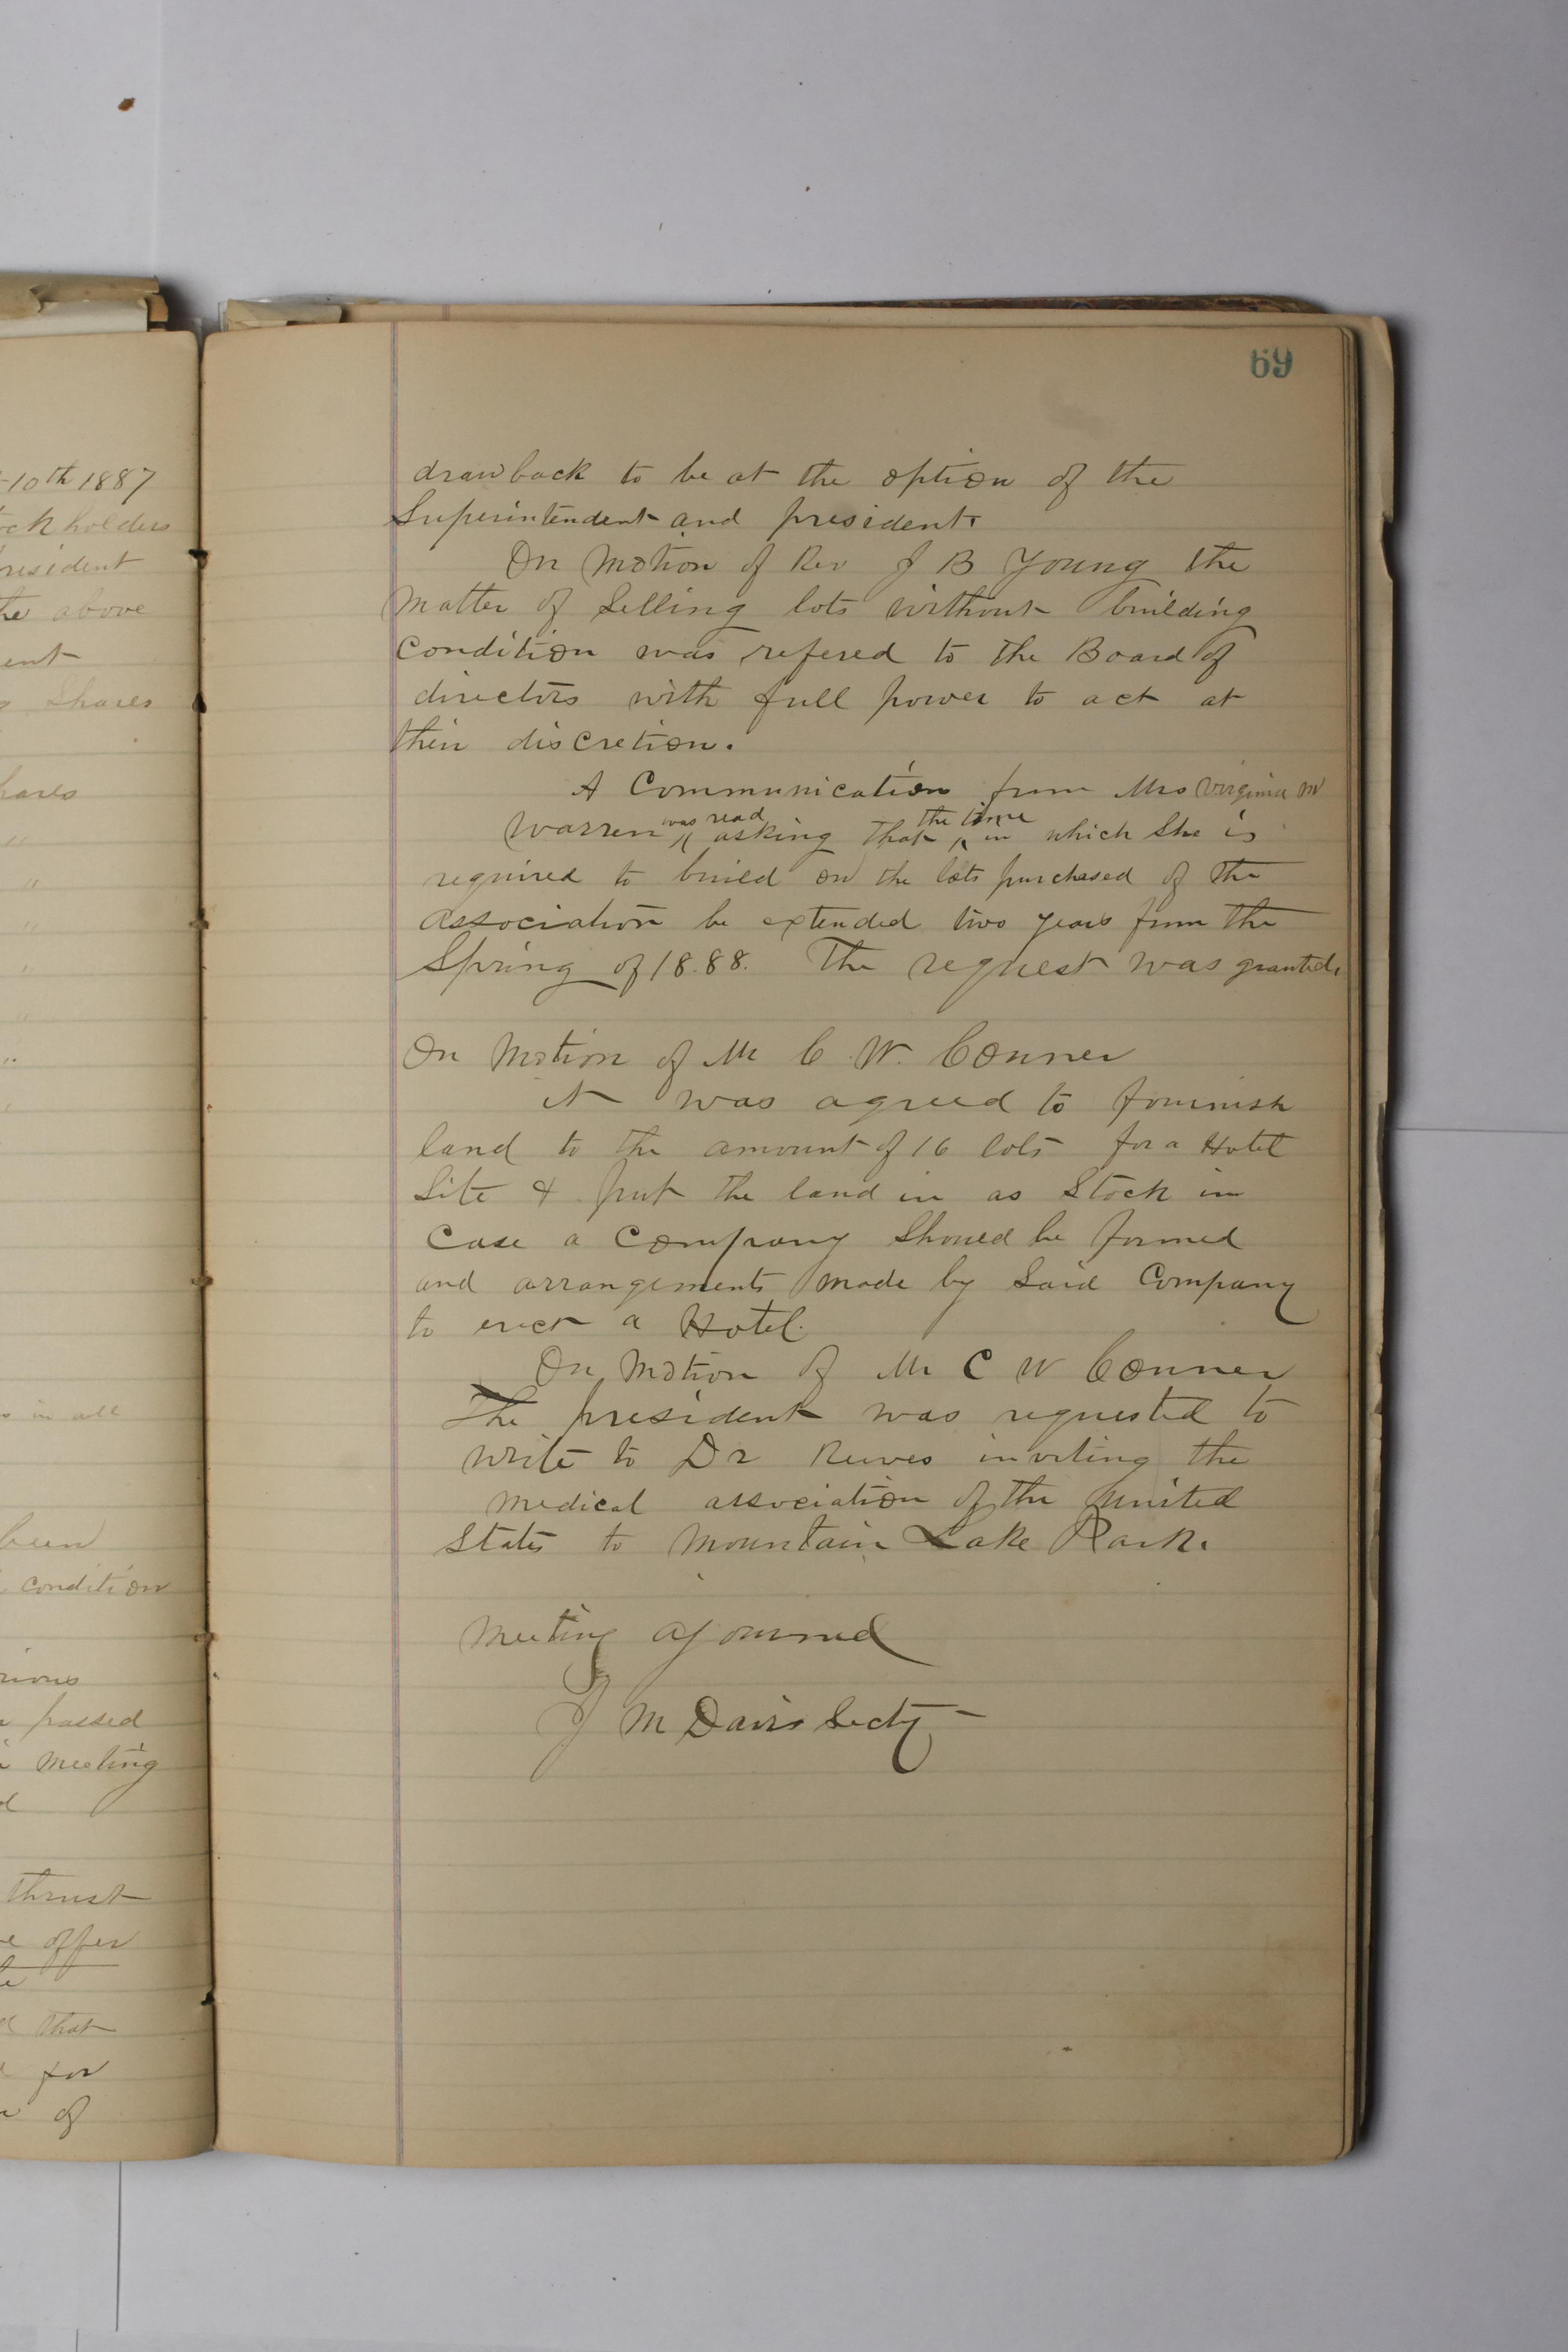 -10th 1887
ockholders
resident
he above
ent
g Shares
hares
"
"
"
"
"
"
s in all
been
condition
rious
passed
meeting
thrust
e offer
that
for
of
69
drawback to be at the option of the
Superintendent and president.
On Motion of Rev J B Young the
Matter of Selling lots without building
Condition was refered to the Board of
directors with full power to act at
their discretion.
A Communication from Mrs Virginia M
was read the time
Warren ^ asking that ^ in which She is
required to build on the lots purchased of the
Association be extended two years from the
Spring of 18.88. The request was granted.
On Motion of Mr C. W. Conner
it was agreed to fournish
land to the amount of 16 lots for a Hotel
Site & put the land in as Stock in
Case a Company Should be formed
and arrangements made by Said Company
to erect a Hotel.
On Motion of Mr C W Conner
The president was requested to
write to Dr Reeves inviting the
medical association of the united
States to Mountain Lake Park.
Meeting ajourned
J M Davis Secty